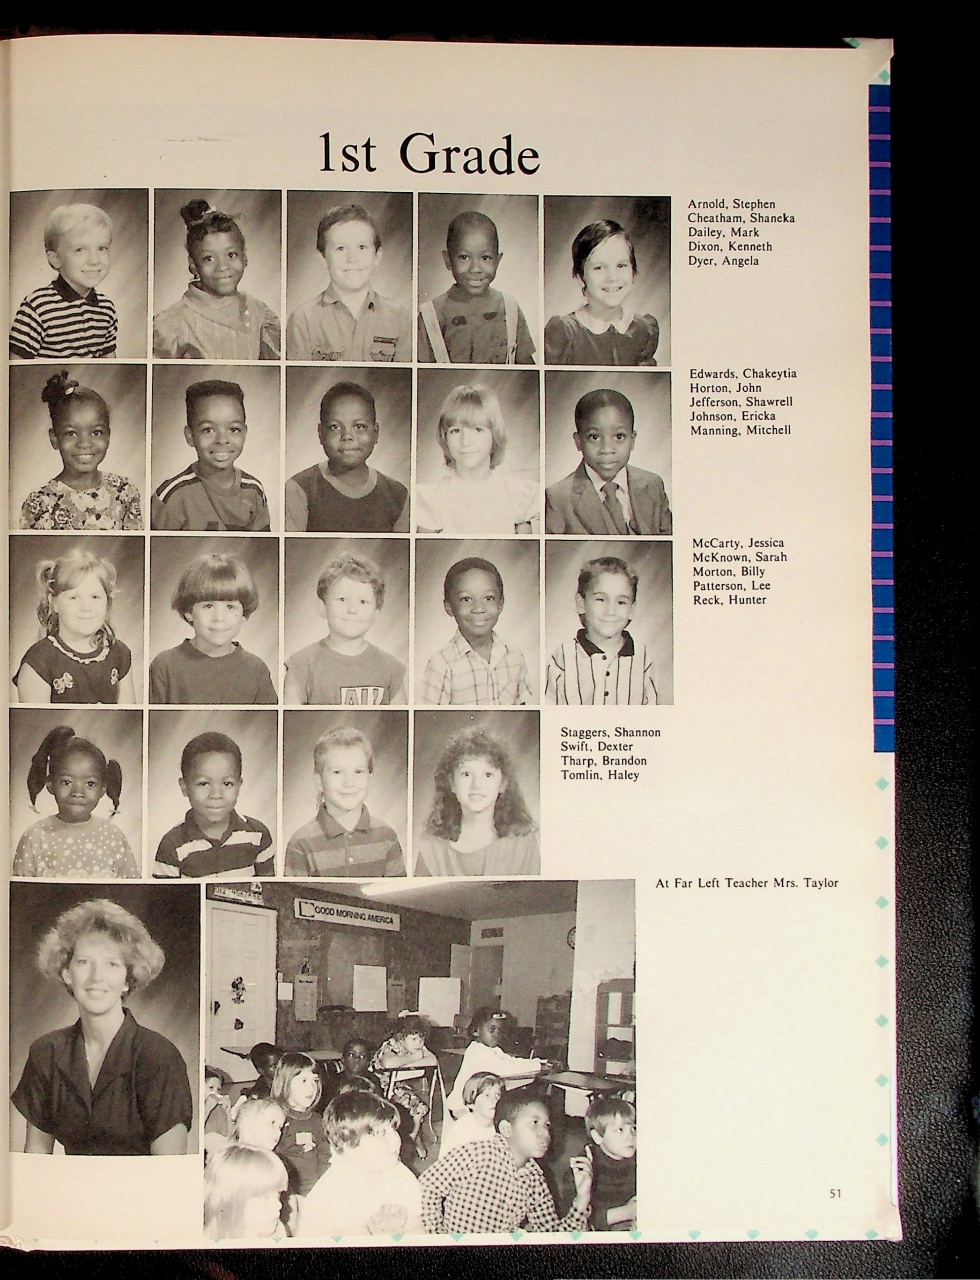 1st Grade
Arnold, Stephen
Cheatham, Shaneka
Dailey, Mark
Dixon, Kenneth
Dyer, Angela
Edwards, Chakeytia
Horton, John
Jefferson, Shawrell
Johnson, Ericka
Manning, Mitchell
McCarty, Jessica
McKnown, Sarah
Morton, Billy
Patterson, Lee
Reck, Hunter
Staggers, Shannon
Swift, Dexter
Tharp, Brandon
Tomlin, Haley
At Far Left Teacher Mrs. Taylor
GOOD MORNING AMERICA
51